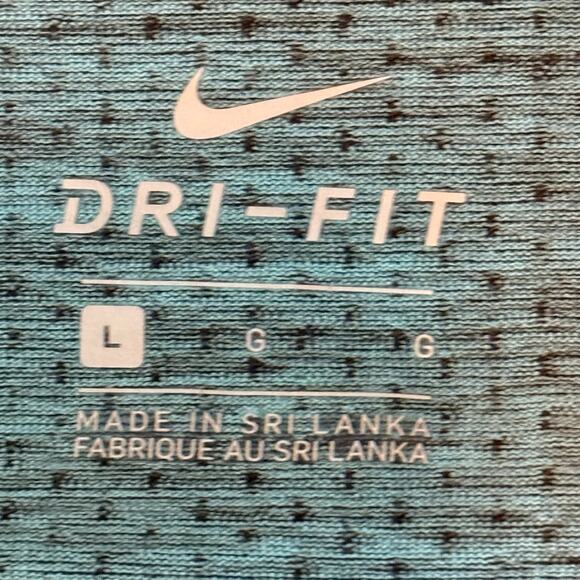 DRI-FIT
L G G
MADE IN SRI LANKA
FABRIQUE AU SRI LANKA